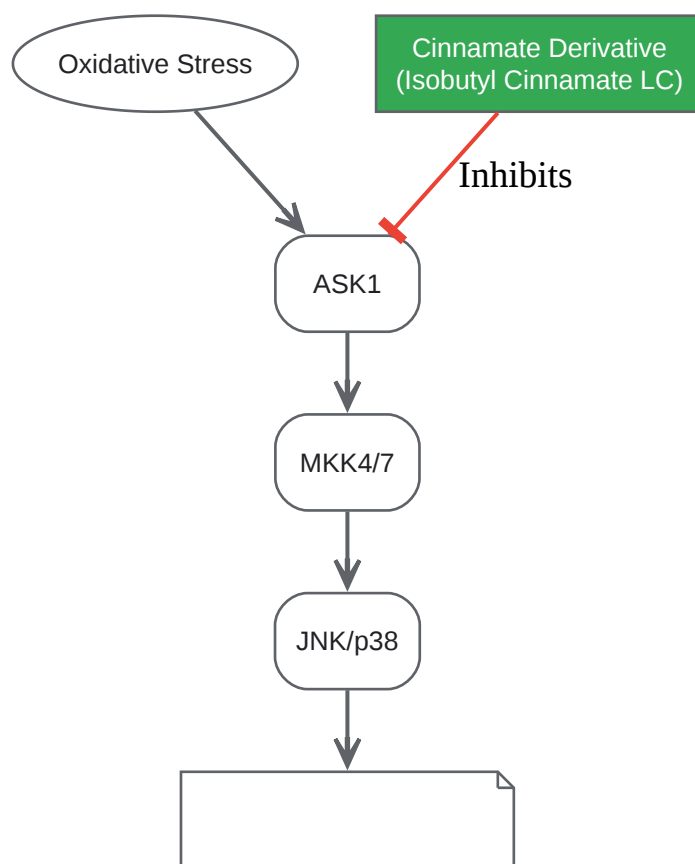 Oxidative Stress
Cinnamate Derivative
(Isobutyl Cinnamate LC)
Inhibits
ASK1
MKK4/7
JNK/p38